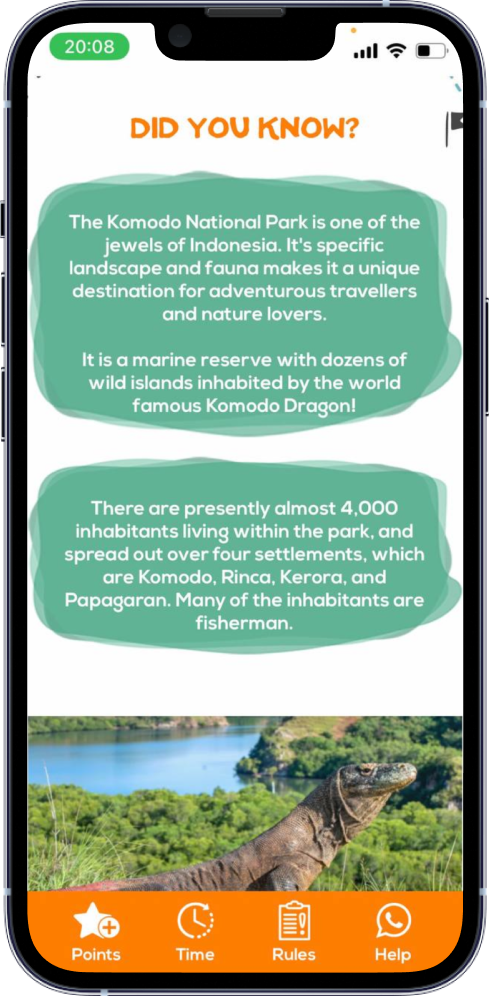 20:08
DID YOU KNOW?
The Komodo National Park is one of the
jewels of Indonesia. It's specific
landscape and fauna makes it a unique
destination for adventurous travellers
and nature lovers.
It is a marine reserve with dozens of
wild islands inhabited by the world
famous Komodo Dragon!
There are presently almost 4,000
inhabitants living within the park, and
spread out over four settlements, which
are Komodo, Rinca, Kerora, and
Papagaran. Many of the inhabitants are
fisherman.
Points Time Rules Help